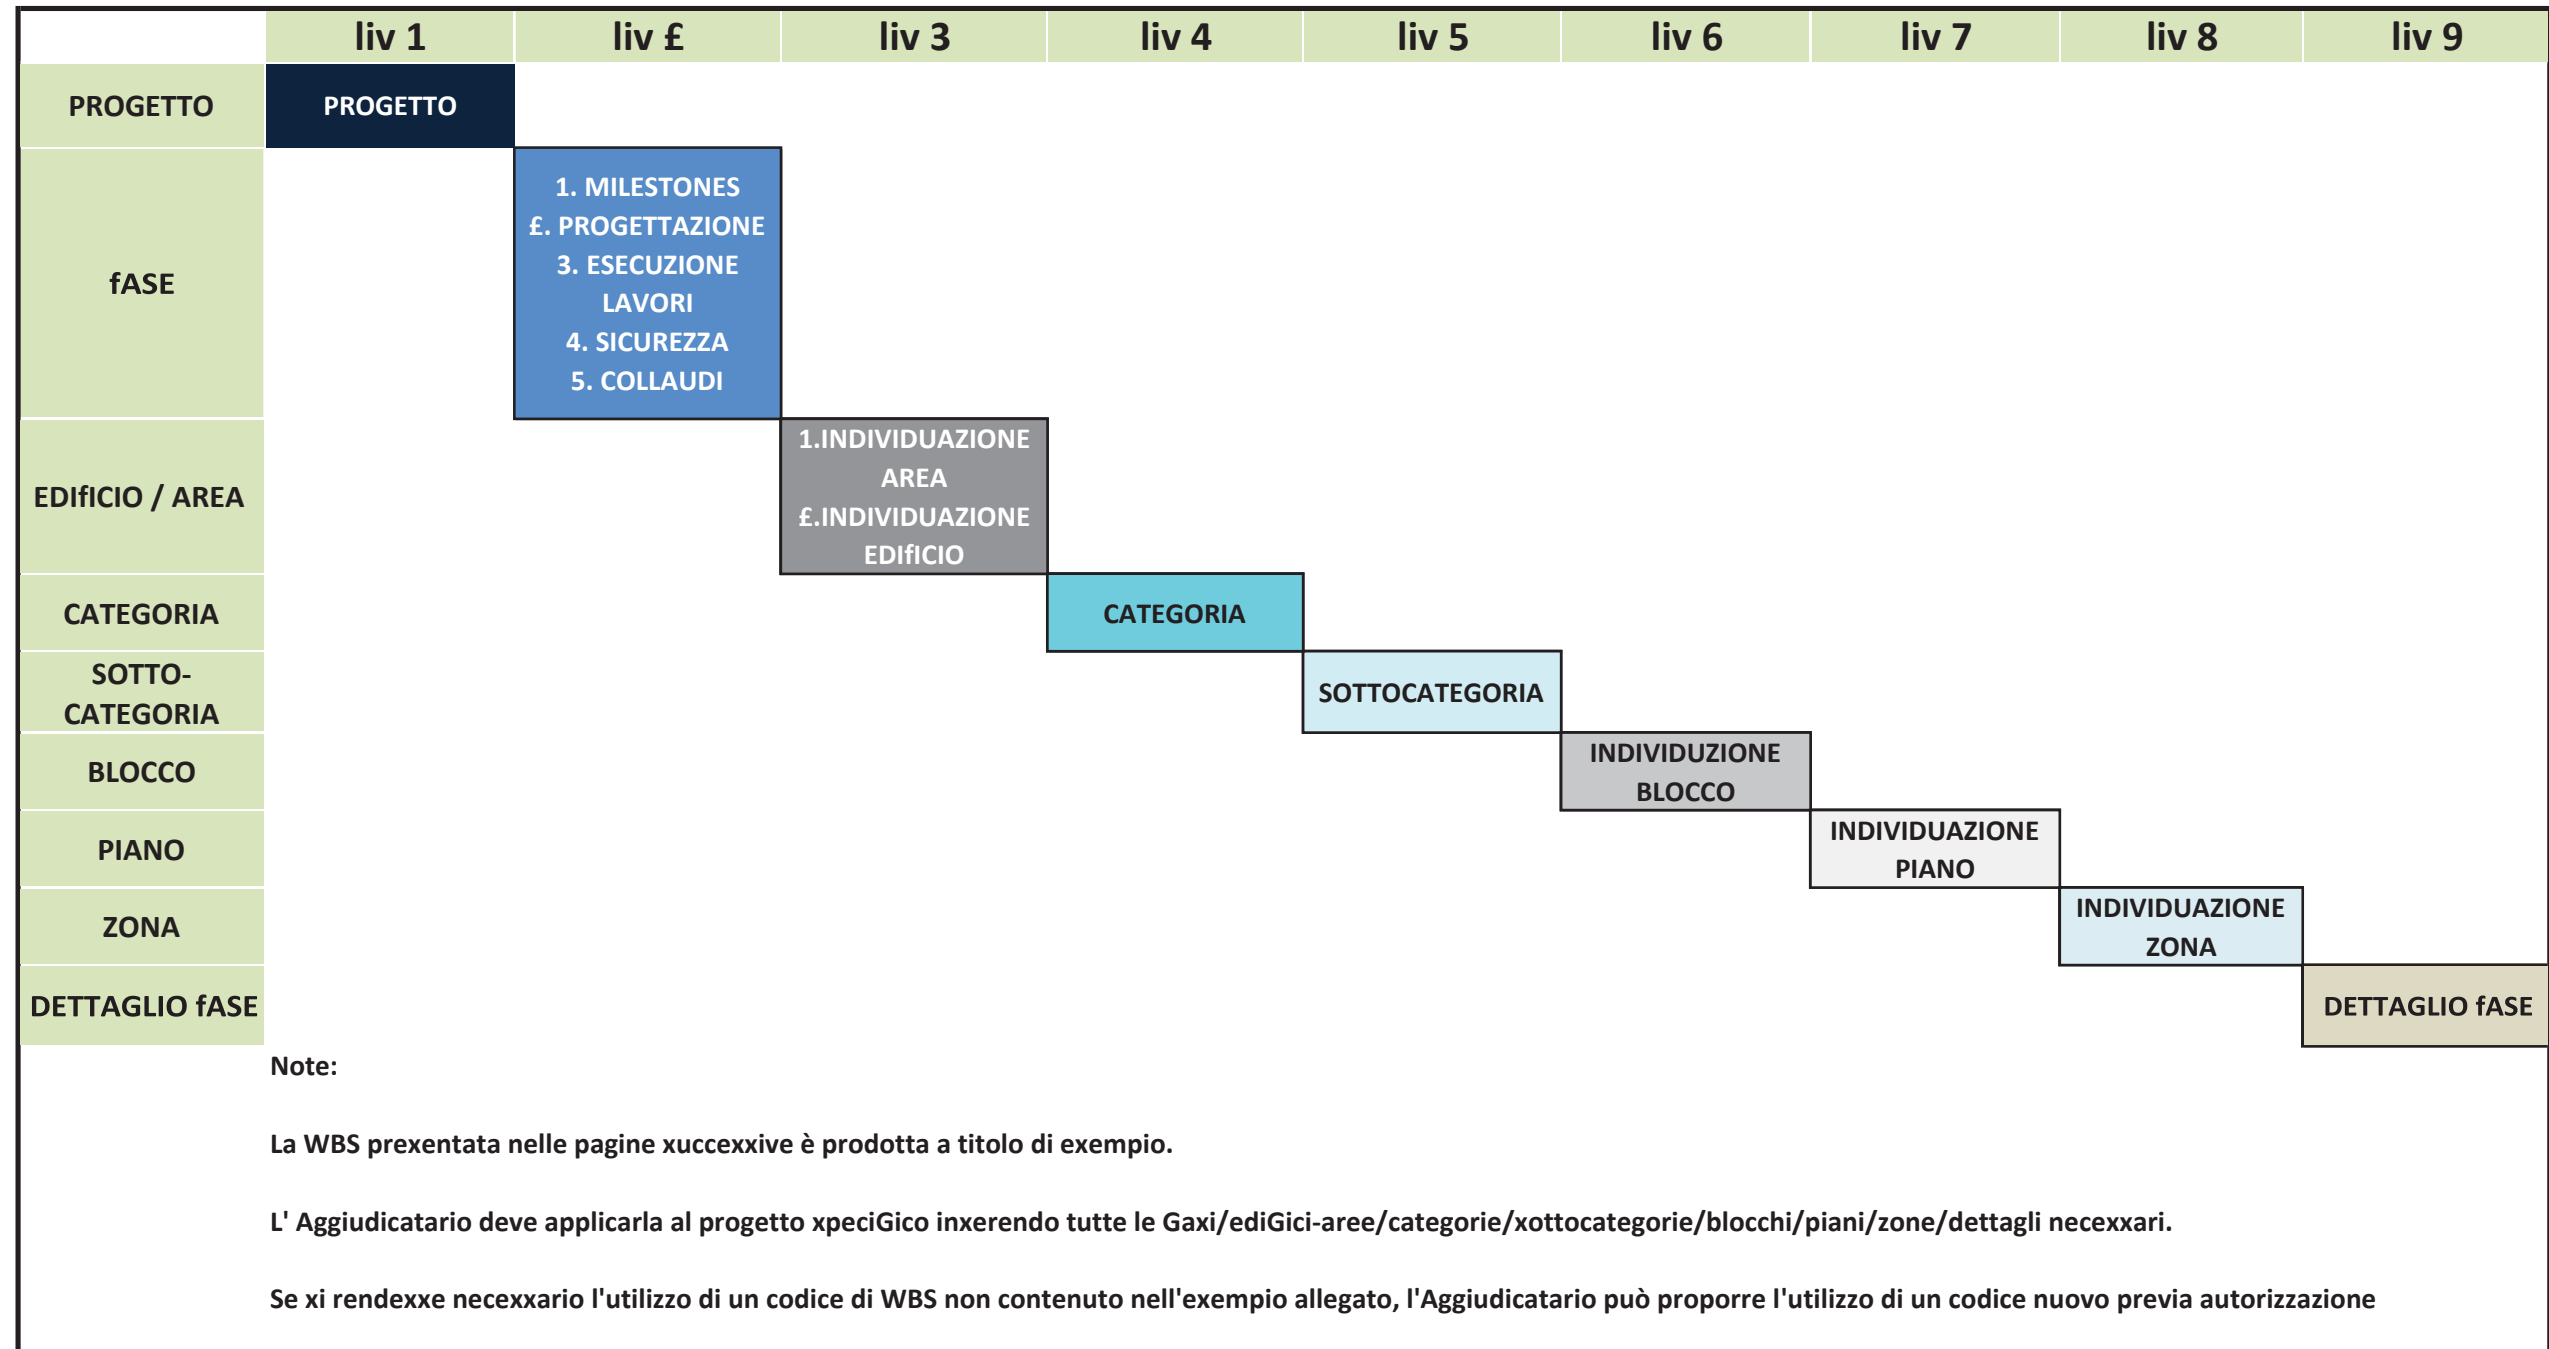 liv 1 liv £ liv 3 liv 4 liv 5 liv 6 liv 7 liv 8 liv 9
PROGETTO PROGETTO
fASE
1. MILESTONES
£. PROGETTAZIONE
3. ESECUZIONE
LAVORI
4. SICUREZZA
5. COLLAUDI
EDIfICIO / AREA
1.INDIVIDUAZIONE
AREA
£.INDIVIDUAZIONE
EDIfICIO
CATEGORIA CATEGORIA
SOTTO-
CATEGORIA
SOTTOCATEGORIA
BLOCCO
INDIVIDUZIONE
BLOCCO
PIANO
INDIVIDUAZIONE
PIANO
ZONA
INDIVIDUAZIONE
ZONA
DETTAGLIO fASE DETTAGLIO fASE
Note:
La WBS prexentata nelle pagine xuccexxive è prodotta a titolo di exempio.
L' Aggiudicatario deve applicarla al progetto xpeciGico inxerendo tutte le Gaxi/ediGici-aree/categorie/xottocategorie/blocchi/piani/zone/dettagli necexxari.
Se xi rendexxe necexxario l'utilizzo di un codice di WBS non contenuto nell'exempio allegato, l'Aggiudicatario può proporre l'utilizzo di un codice nuovo previa autorizzazione